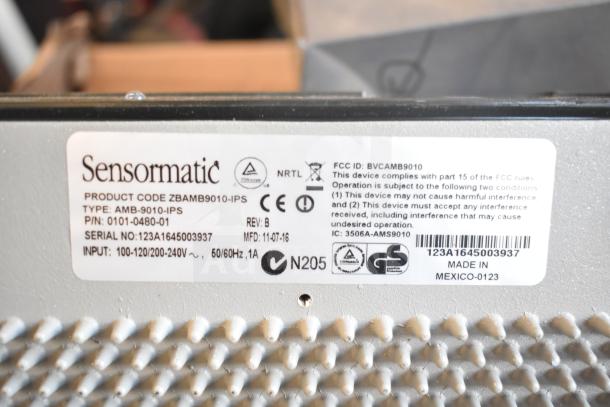 Sensormatic
NRTL
PRODUCT CODE ZBAMB9010-IPS
TYPE: AMB-9010-IPS
P/N: 0101-0480-01 REV: B
SERIAL NO:123A1645003937 MFD: 11-07-16
INPUT: 100-120/200-240V ~, 50/60Hz ,1A
CE
N205
GS
FCC ID: BVCAMB9010
This device complies with part 15 of the FCC rules.
Operation is subject to the following two conditions
(1) This device may not cause harmful interference
and (2) This device must accept any interference
received, including interference that may cause
undesired operation.
IC: 3506A-AMS9010
123A1645003937
MADE IN
MEXICO-0123